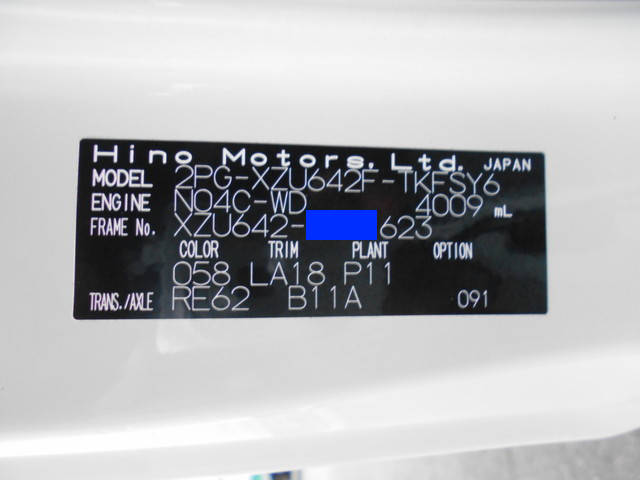 Hino Motors, Ltd. JAPAN
MODEL 2PG-XZU642F-TKFSY6
ENGINE N04C-WD 4009 mL
FRAME No. XZU642- 623
COLOR TRIM PLANT OPTION
058 LA18 P11
TRANS./AXLE RE62 B11A 091